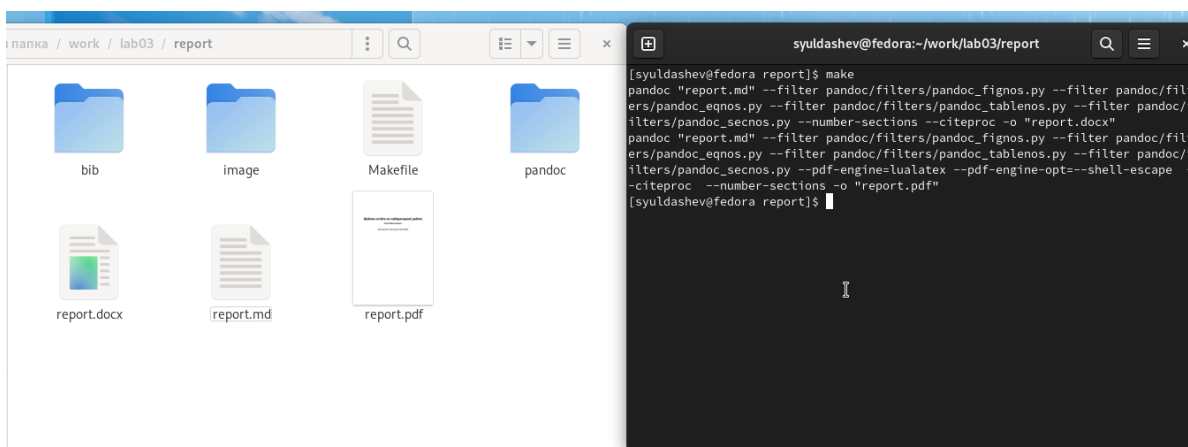 папка / work / lab03 / report
bib
image
Makefile
pandoc
report.docx
report.md
report.pdf
syuldashev@fedora:~/work/lab03/report
[syuldashev@fedora report]$ make
pandoc "report.md" --filter pandoc/filters/pandoc_fignos.py --filter pandoc/fil
ers/pandoc_eqnos.py --filter pandoc/filters/pandoc_tablenos.py --filter pandoc/
ilters/pandoc_secnos.py --number-sections --citeproc -o "report.docx"
pandoc "report.md" --filter pandoc/filters/pandoc_fignos.py --filter pandoc/fil
ers/pandoc_eqnos.py --filter pandoc/filters/pandoc_tablenos.py --filter pandoc/
ilters/pandoc_secnos.py --pdf-engine=lualatex --pdf-engine-opt=--shell-escape -
-citeproc --number-sections -o "report.pdf"
[syuldashev@fedora report]$